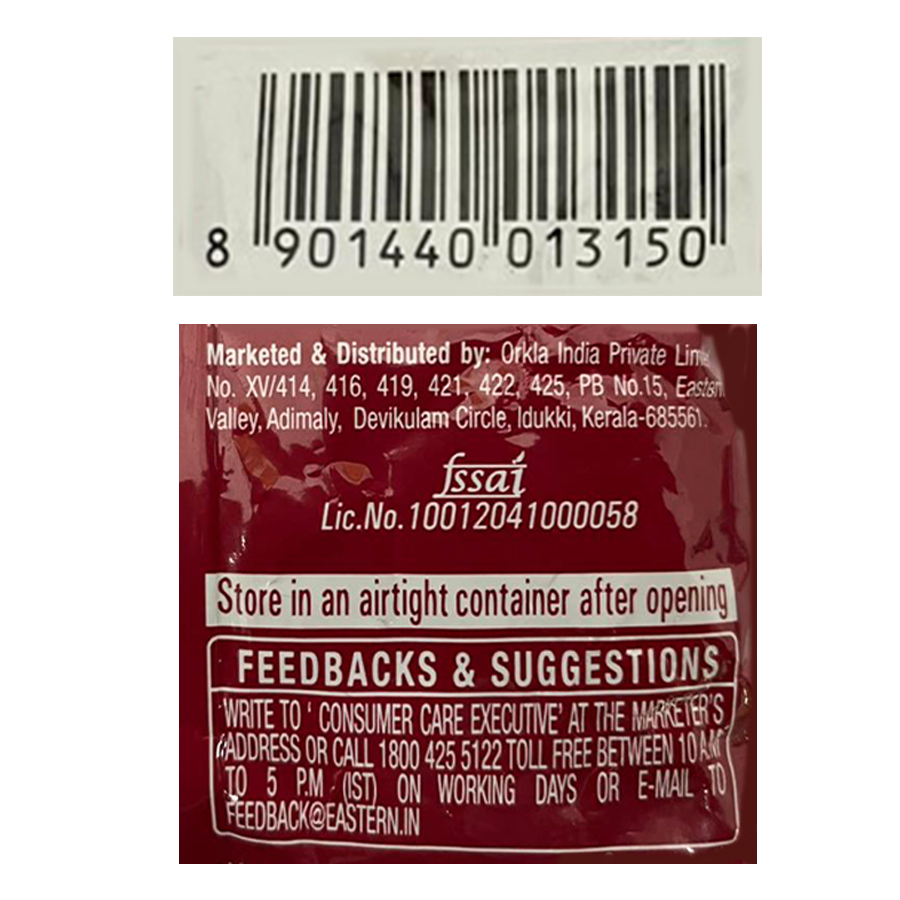 8 901440 013150
Marketed & Distributed by: Orkla India Private
No. XV/414, 416, 419, 421, 422, 425, PB No.15, Eastern
Valley, Adimaly, Devikulam Circle, Idukki, Kerala-685561.
fssai
Lic.No.10012041000058
Store in an airtight container after opening
FEEDBACKS & SUGGESTIONS
WRITE TO ' CONSUMER CARE EXECUTIVE' AT THE MARKETER'S
ADDRESS OR CALL 1800 425 5122 TOLL FREE BETWEEN 10 A.M
TO 5 P.M (IST) ON WORKING DAYS OR E-MAIL TO
FEEDBACK@EASTERN.IN